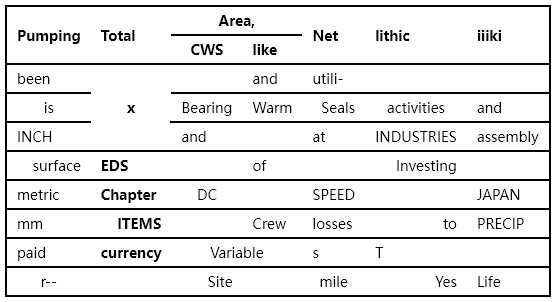 Pumping Total Area, Net lithic iiiki
CWS like
been and utili-
is x Bearing Warm Seals activities and
INCH and at INDUSTRIES assembly
surface EDS of Investing
metric Chapter DC SPEED JAPAN
mm ITEMS Crew losses to PRECIP
paid currency Variable s T
r-- Site mile Yes Life